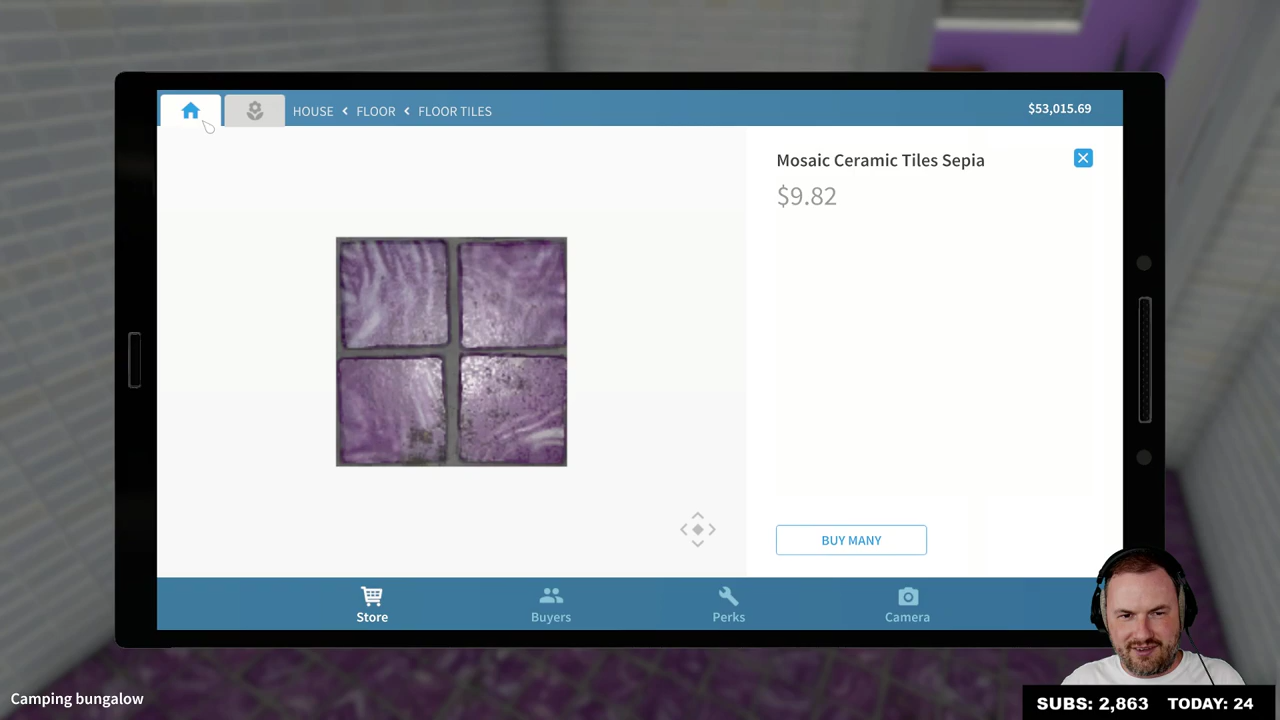 HOUSE < FLOOR < FLOOR TILES
$53,015.69
Mosaic Ceramic Tiles Sepia
$9.82
BUY MANY
Store
Buyers
Perks
Camera
Camping bungalow
SUBS: 2,863 TODAY: 24